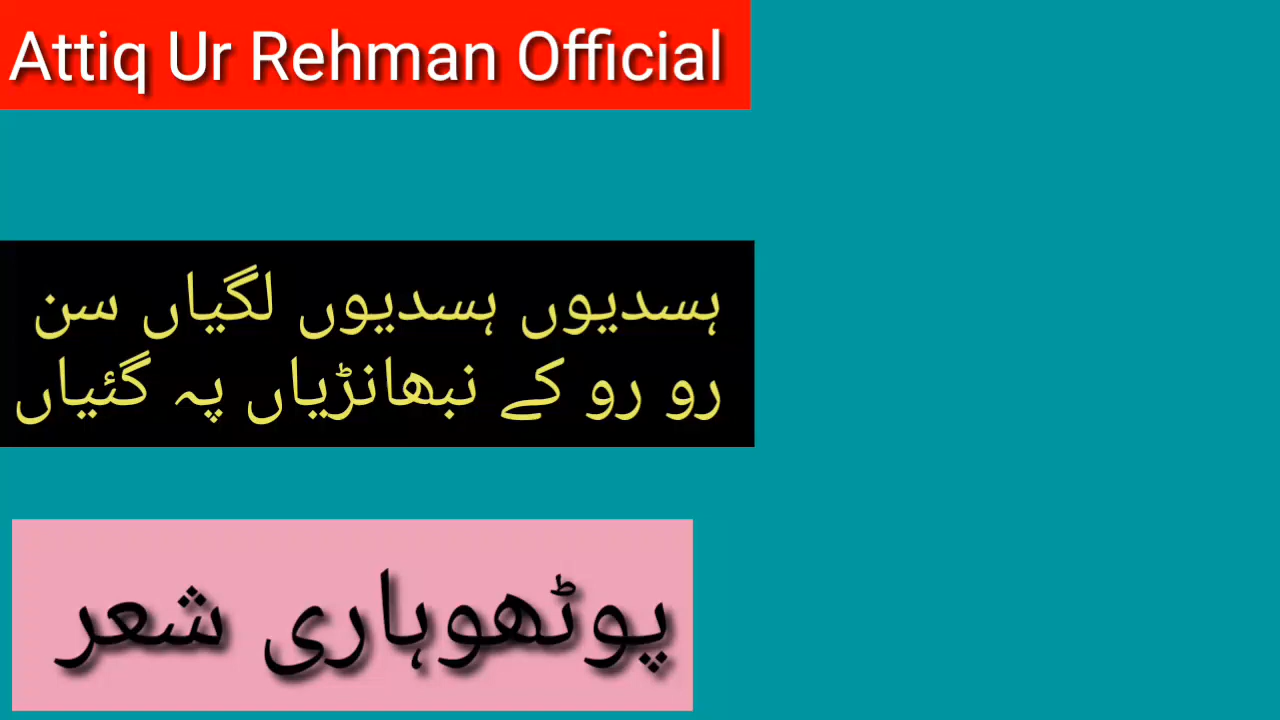 Attiq Ur Rehman Official
ہسدیوں ہسدیوں لگیاں سن
رو رو کے نبھانڑیاں پہ گئیاں
پوٹھوہاری شعر